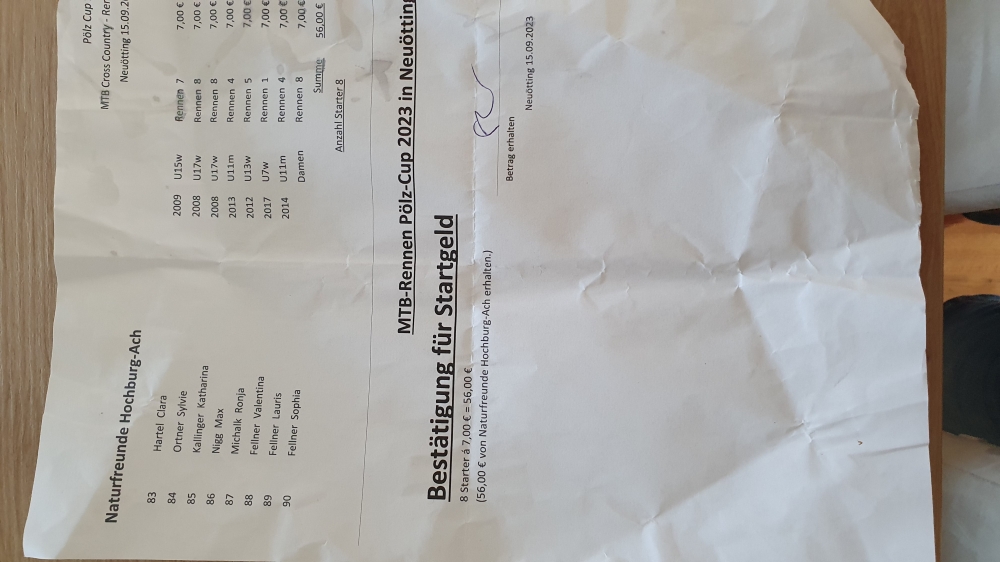 Pölz Cup
MTB Cross Country - Ren
Neuötting 15.09.2
Naturfreunde Hochburg-Ach
83 Hartel Clara 2009 U15w Rennen 7 7,00 €
84 Ortner Sylvie 2008 U17w Rennen 8 7,00 €
85 Kallinger Katharina 2008 U17w Rennen 8 7,00 €
86 Nigg Max 2013 U11m Rennen 4 7,00 €
87 Michalk Ronja 2012 U13w Rennen 5 7,00 €
88 Fellner Valentina 2017 U7w Rennen 1 7,00 €
89 Fellner Lauris 2014 U11m Rennen 4 7,00 €
90 Fellner Sophia Damen Rennen 8 7,00 €
Summe 56,00 €
Anzahl Starter 8
MTB-Rennen Pölz-Cup 2023 in Neuötting
Bestätigung für Startgeld
8 Starter á 7,00 € = 56,00 €
(56,00 € von Naturfreunde Hochburg-Ach erhalten.)
Betrag erhalten
Neuötting 15.09.2023